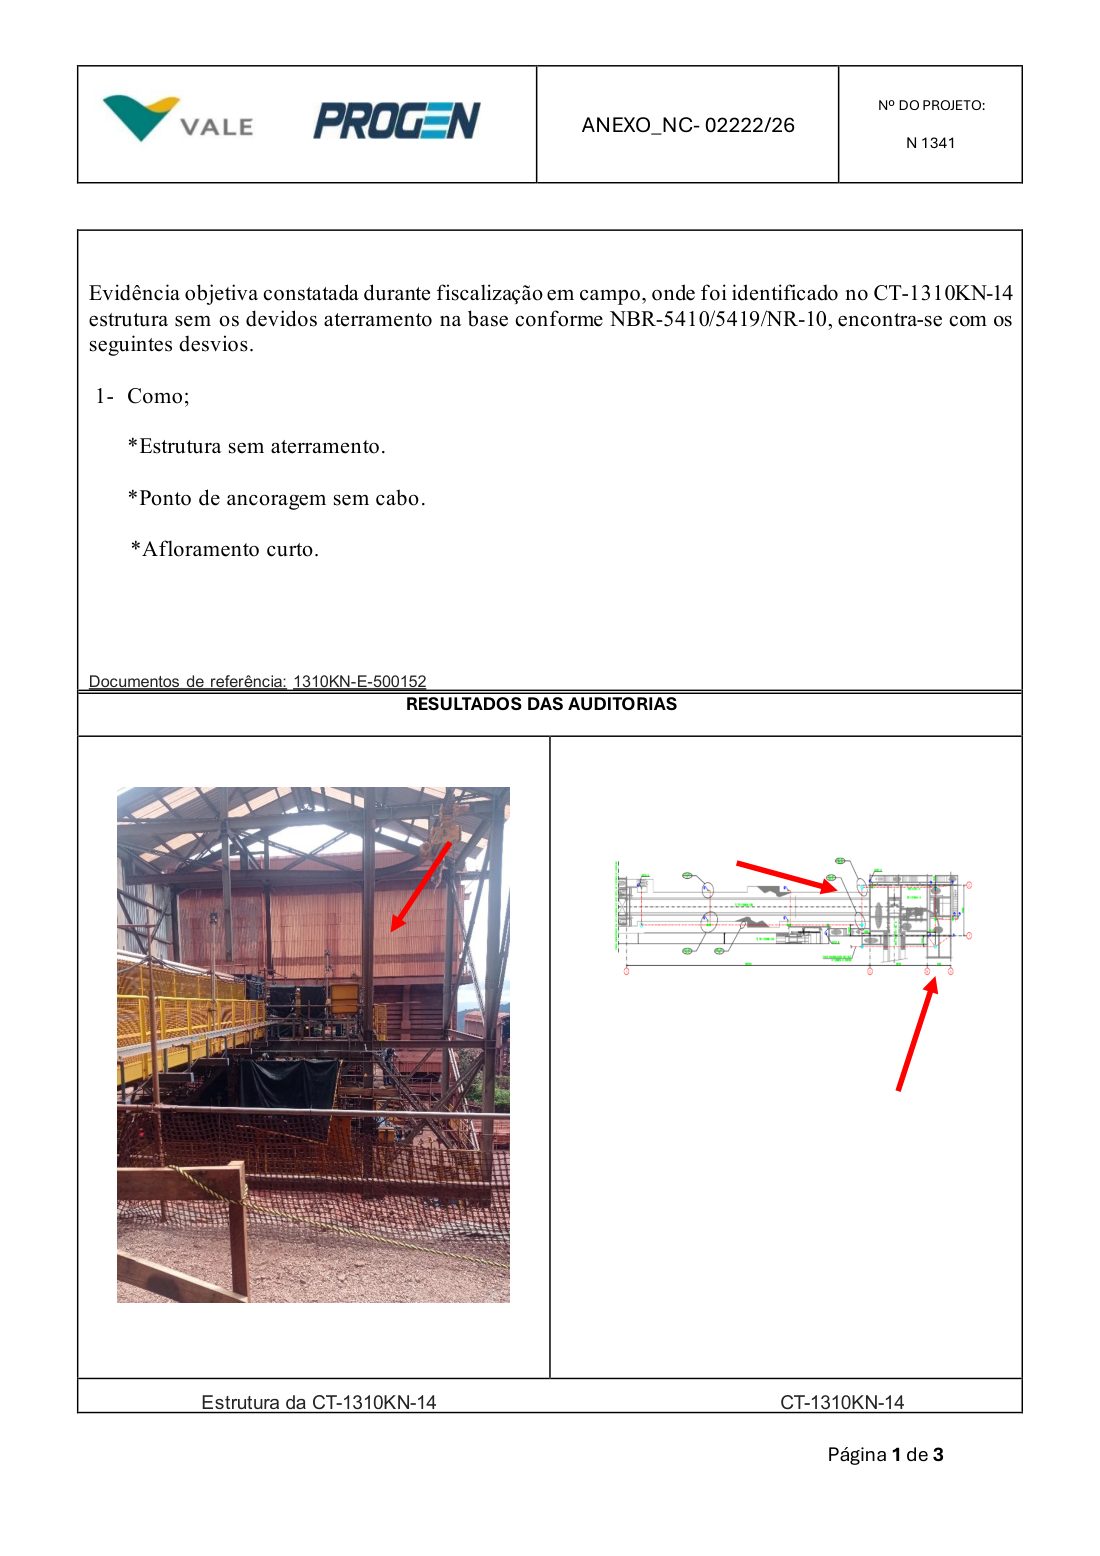 VALE
PROGEN
ANEXO_NC- 02222/26
Nº DO PROJETO:
N 1341
Evidência objetiva constatada durante fiscalização em campo, onde foi identificado no CT-1310KN-14
estrutura sem os devidos aterramento na base conforme NBR-5410/5419/NR-10, encontra-se com os
seguintes desvios.
1- Como;
*Estrutura sem aterramento.
*Ponto de ancoragem sem cabo.
*Afloramento curto.
Documentos de referência: 1310KN-E-500152
RESULTADOS DAS AUDITORIAS
Estrutura da CT-1310KN-14
CT-1310KN-14
Página 1 de 3